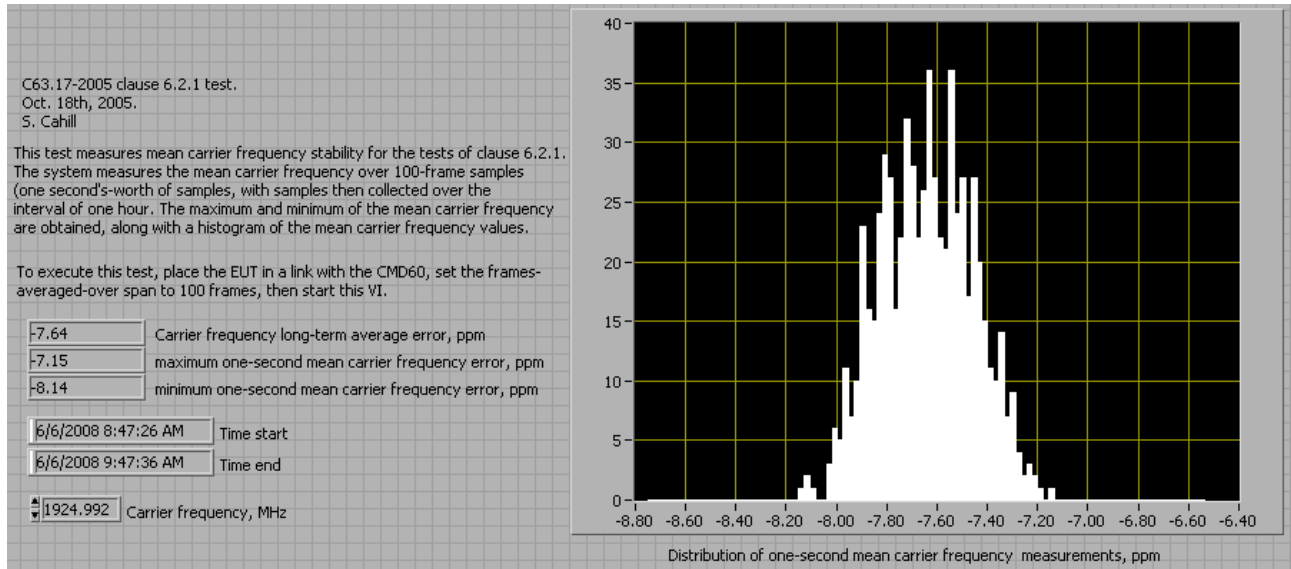 C63.17-2005 clause 6.2.1 test.
Oct. 18th, 2005.
S. Cahill
This test measures mean carrier frequency stability for the tests of clause 6.2.1.
The system measures the mean carrier frequency over 100-frame samples
(one second's-worth of samples, with samples then collected over the
interval of one hour. The maximum and minimum of the mean carrier frequency
are obtained, along with a histogram of the mean carrier frequency values.
To execute this test, place the EUT in a link with the CMD60, set the frames-
averaged-over span to 100 frames, then start this VI.
-7.64 Carrier frequency long-term average error, ppm
-7.15 maximum one-second mean carrier frequency error, ppm
-8.14 minimum one-second mean carrier frequency error, ppm
6/6/2008 8:47:26 AM Time start
6/6/2008 9:47:36 AM Time end
1924.992 Carrier frequency, MHz
40
35
30
25
20
15
10
5
0
-8.80 -8.60 -8.40 -8.20 -8.00 -7.80 -7.60 -7.40 -7.20 -7.00 -6.80 -6.60 -6.40
Distribution of one-second mean carrier frequency measurements, ppm